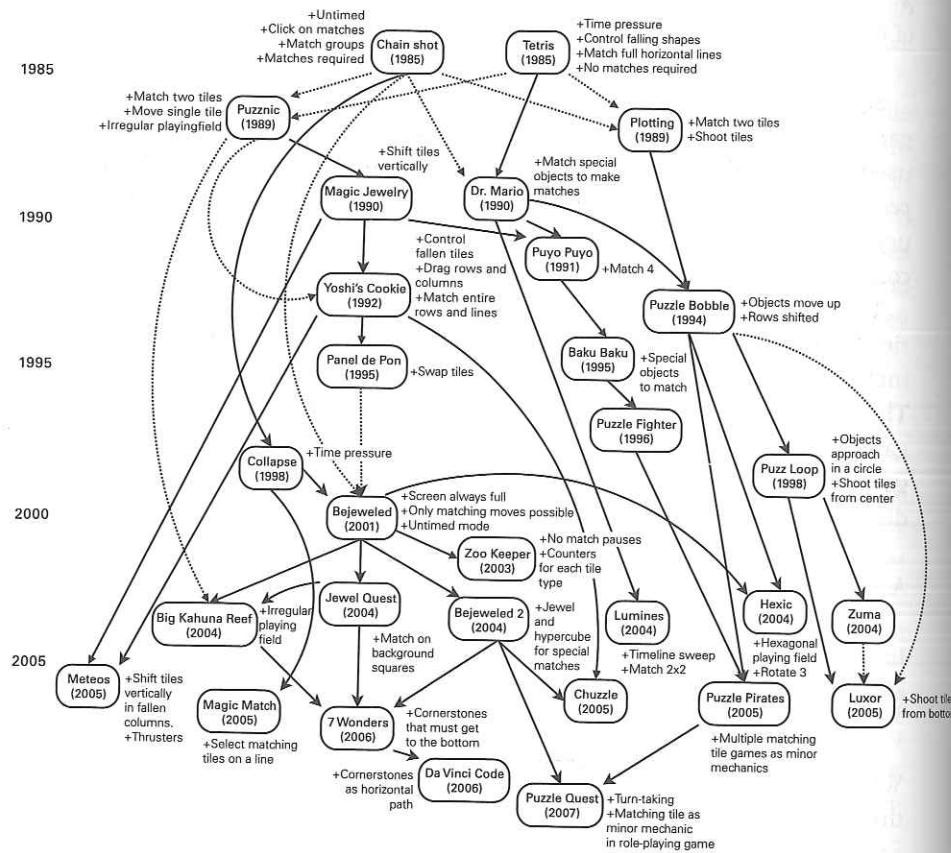 +Untimed
+Click on matches
+Match groups
+Matches required
Chain shot
(1985)
Tetris
(1985)
+Time pressure
+Control falling shapes
+Match full horizontal lines
+No matches required
1985
+Match two tiles
+Move single tile
+Irregular playingfield
Puzznic
(1989)
Plotting
(1989)
+Match two tiles
+Shoot tiles
+Shift tiles
vertically
Magic Jewelry
(1990)
Dr. Mario
(1990)
+Match special
objects to make
matches
1990
+Control
fallen tiles
+Drag rows and
columns
+Match entire
rows and lines
Puyo Puyo
(1991)
+Match 4
Yoshi's Cookie
(1992)
Puzzle Bobble
(1994)
+Objects move up
+Rows shifted
1995
Panel de Pon
(1995)
+Swap tiles
Baku Baku
(1995)
+Special
objects
to match
Puzzle Fighter
(1996)
Collapse
(1998)
+Time pressure
Puzz Loop
(1998)
+Objects
approach
in a circle
+Shoot tiles
from center
2000
Bejeweled
(2001)
+Screen always full
+Only matching moves possible
+Untimed mode
Zoo Keeper
(2003)
+No match pauses
+Counters
for each tile
type
Big Kahuna Reef
(2004)
+Irregular
playing
field
Jewel Quest
(2004)
+Match on
background
squares
Bejeweled 2
(2004)
+Jewel
and
hypercube
for special
matches
Lumines
(2004)
+Timeline sweep
+Match 2x2
Hexic
(2004)
+Hexagonal
playing field
+Rotate 3
Zuma
(2004)
2005
Meteos
(2005)
+Shift tiles
vertically
in fallen
columns.
+Thrusters
Magic Match
(2005)
+Select matching
tiles on a line
7 Wonders
(2006)
+Cornerstones
that must get
to the bottom
Chuzzle
(2005)
Puzzle Pirates
(2005)
+Multiple matching
tile games as minor
mechanics
Luxor
(2005)
+Shoot tile
from botto
+Cornerstones
as horizontal
path
Da Vinci Code
(2006)
Puzzle Quest
(2007)
+Turn-taking
+Matching tile as
minor mechanic
in role-playing game